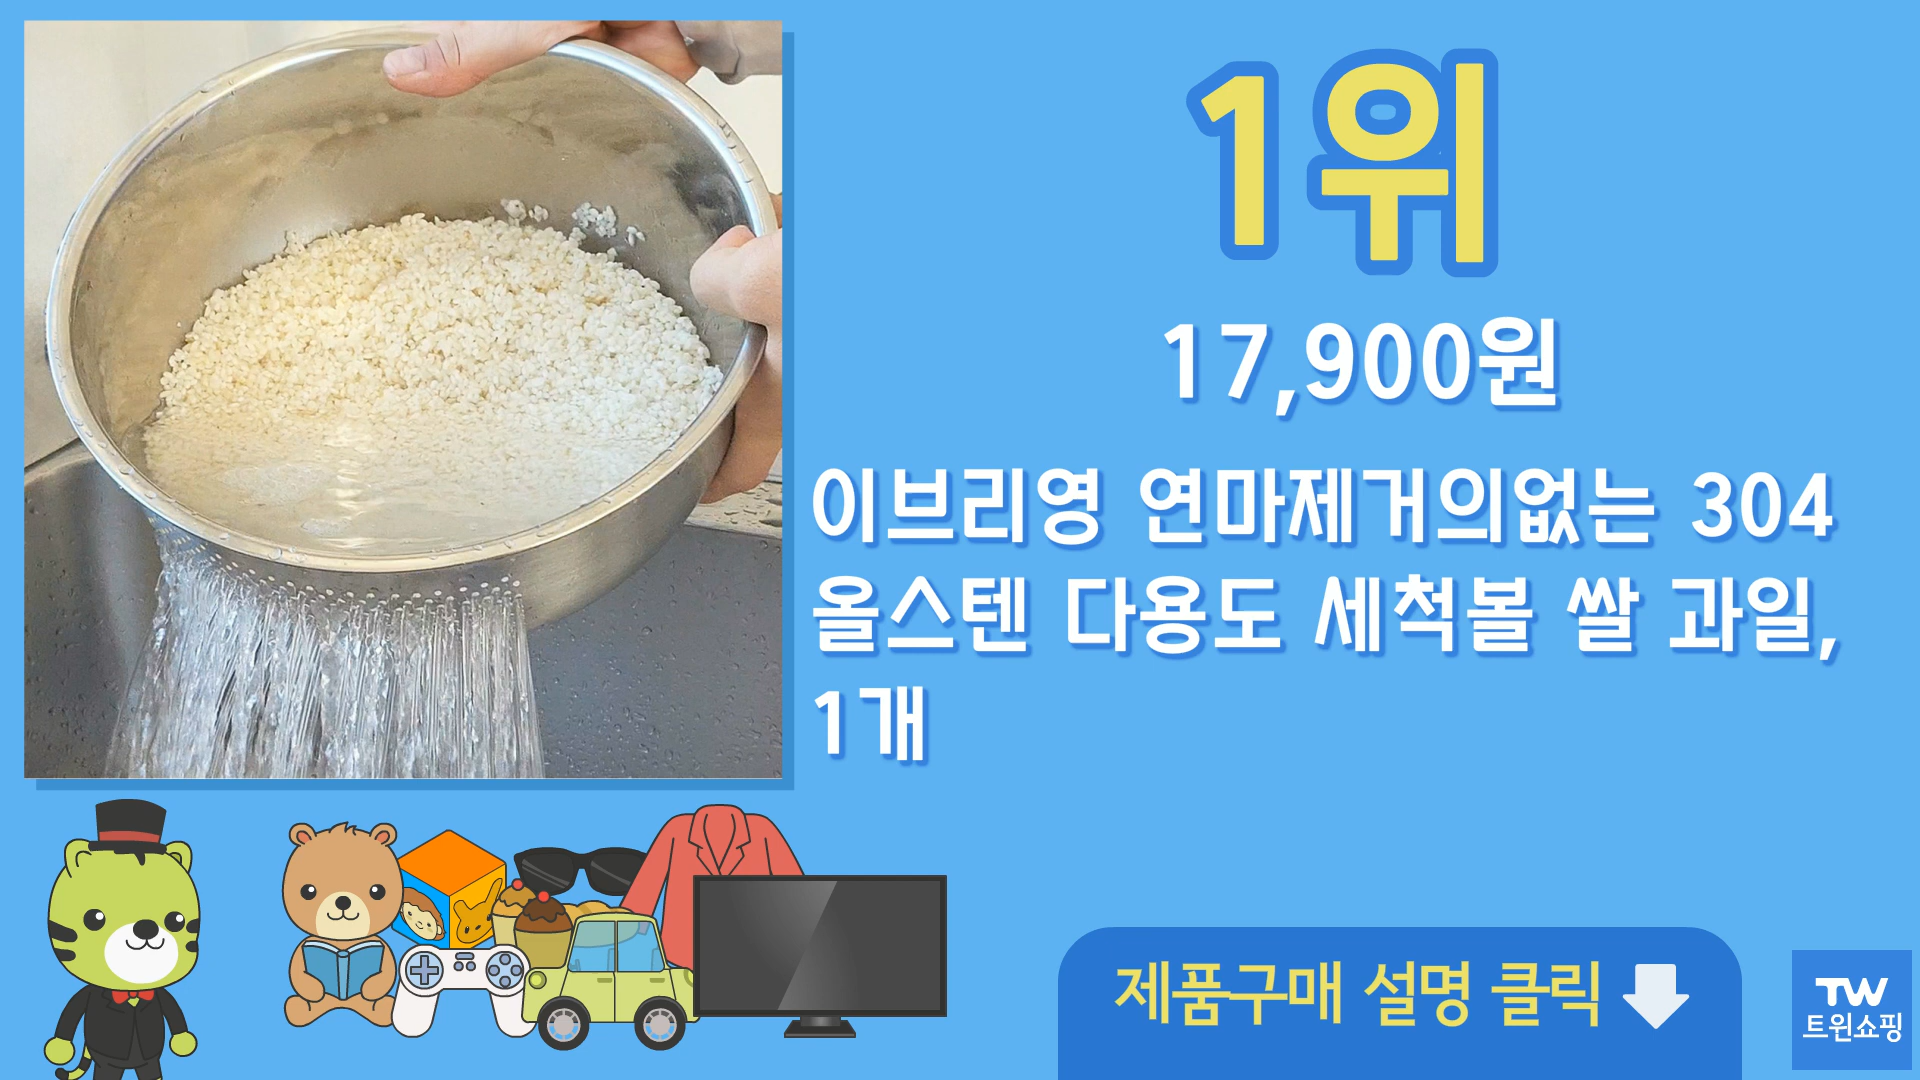 1위
17,900원
이브리영 연마제거의없는 304
올스텐 다용도 세척볼 쌀 과일,
1개
제품구매 설명 클릭
TW
트윈쇼핑